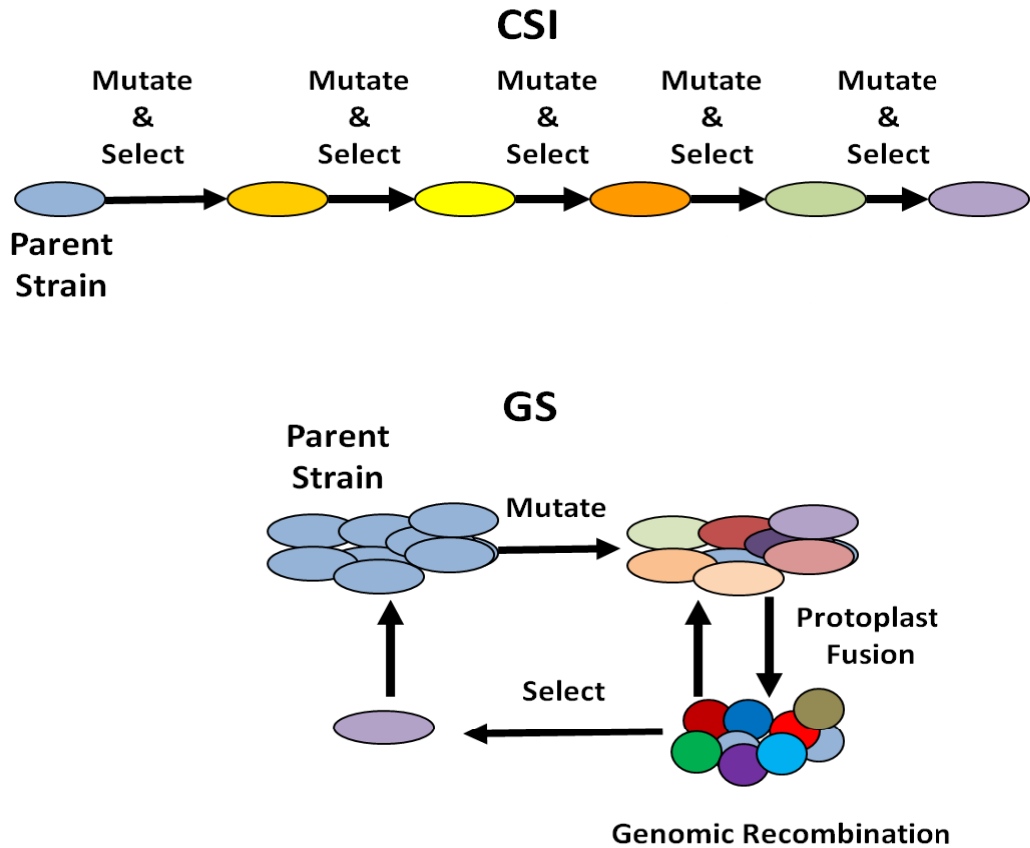 CSI
Mutate
&
Select
Mutate
&
Select
Mutate
&
Select
Mutate
&
Select
Mutate
&
Select
Parent
Strain
GS
Parent
Strain
Mutate
Protoplast
Fusion
Select
Genomic Recombination